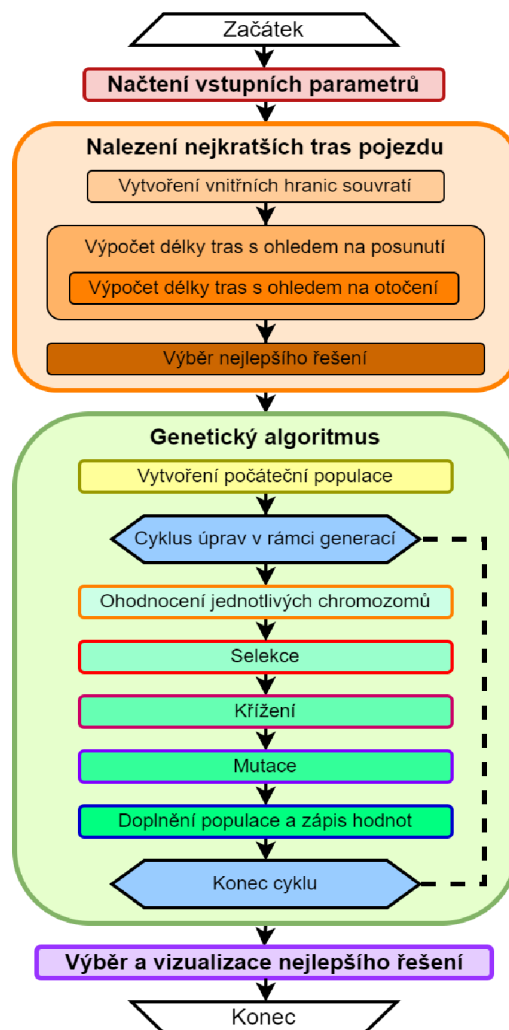 Začátek
Načtení vstupních parametrů
Nalezení nejkratších tras pojezdu
Vytvoření vnitřních hranic souvratí
Výpočet délky tras s ohledem na posunutí
Výpočet délky tras s ohledem na otočení
Výběr nejlepšího řešení
Genetický algoritmus
Vytvoření počáteční populace
Cyklus úprav v rámci generací
Ohodnocení jednotlivých chromozomů
Selekce
Křížení
Mutace
Doplnění populace a zápis hodnot
Konec cyklu
Výběr a vizualizace nejlepšího řešení
Konec